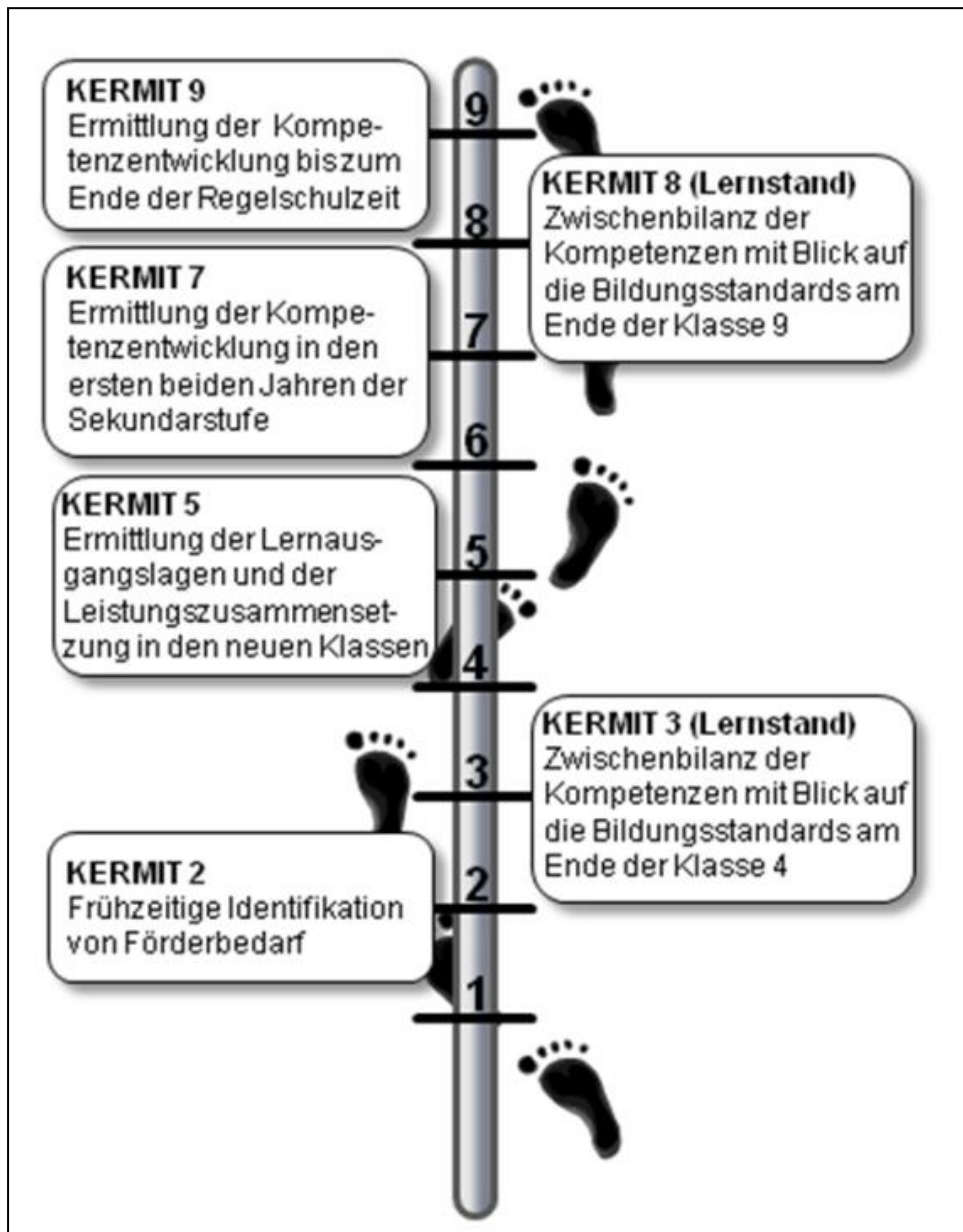 KERMIT 9
Ermittlung der Kompe-
tenzentwicklung bis zum
Ende der Regelschulzeit
9
KERMIT 8 (Lernstand)
Zwischenbilanz der
Kompetenzen mit Blick auf
die Bildungsstandards am
Ende der Klasse 9
8
KERMIT 7
Ermittlung der Kompe-
tenzentwicklung in den
ersten beiden Jahren der
Sekundarstufe
7
6
KERMIT 5
Ermittlung der Lernaus-
gangslagen und der
Leistungszusammenset-
zung in den neuen Klassen
5
4
KERMIT 3 (Lernstand)
Zwischenbilanz der
Kompetenzen mit Blick auf
die Bildungsstandards am
Ende der Klasse 4
3
KERMIT 2
Frühzeitige Identifikation
von Förderbedarf
2
1